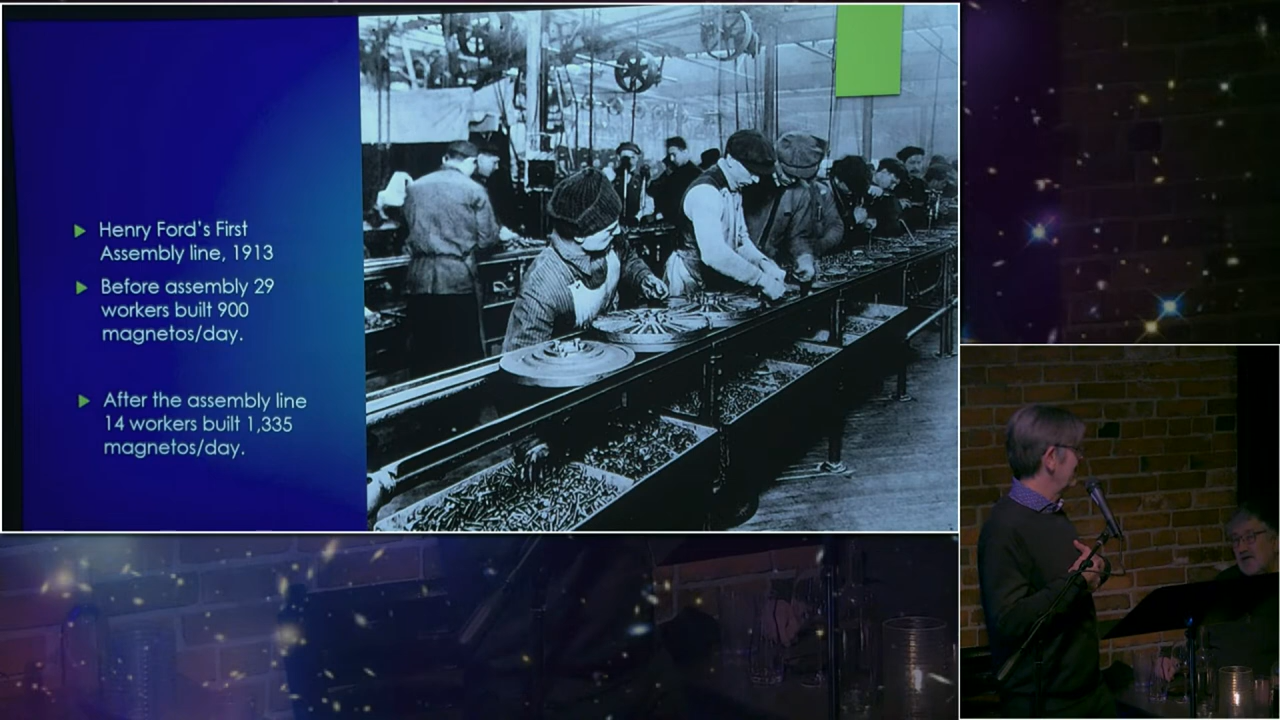 Henry Ford's First
Assembly line, 1913
Before assembly 29
workers built 900
magnetos/day.
After the assembly line
14 workers built 1,335
magnetos/day.